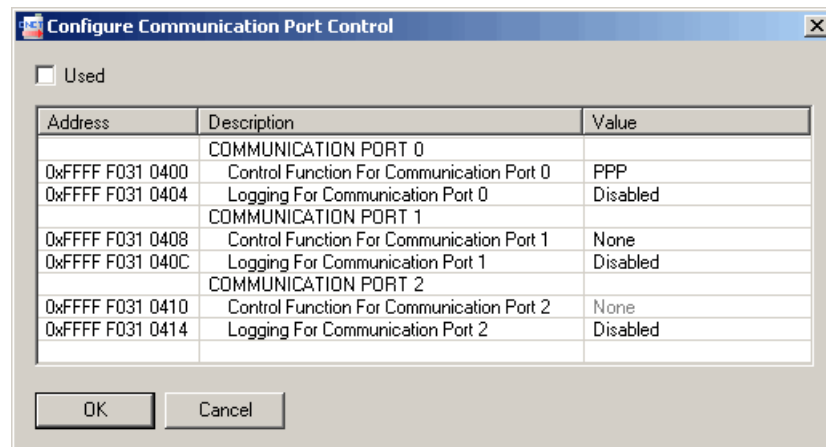 Configure Communication Port Control
Used
Address Description Value
COMMUNICATION PORT 0
0xFFFF F031 0400 Control Function For Communication Port 0 PPP
0xFFFF F031 0404 Logging For Communication Port 0 Disabled
COMMUNICATION PORT 1
0xFFFF F031 0408 Control Function For Communication Port 1 None
0xFFFF F031 040C Logging For Communication Port 1 Disabled
COMMUNICATION PORT 2
0xFFFF F031 0410 Control Function For Communication Port 2 None
0xFFFF F031 0414 Logging For Communication Port 2 Disabled
OK Cancel